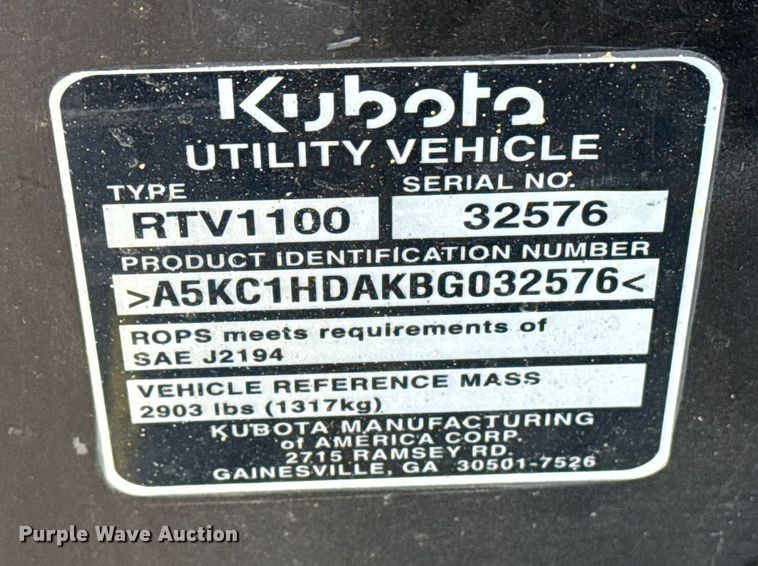 Kubota
UTILITY VEHICLE
TYPE SERIAL NO.
RTV1100 32576
PRODUCT IDENTIFICATION NUMBER
>A5KC1HDAKBG032576<
ROPS meets requirements of
SAE J2194
VEHICLE REFERENCE MASS
2903 lbs (1317kg)
KUBOTA MANUFACTURING
of AMERICA CORP.
2715 RAMSEY RD.
GAINESVILLE, GA 30501-7526
Purple Wave Auction